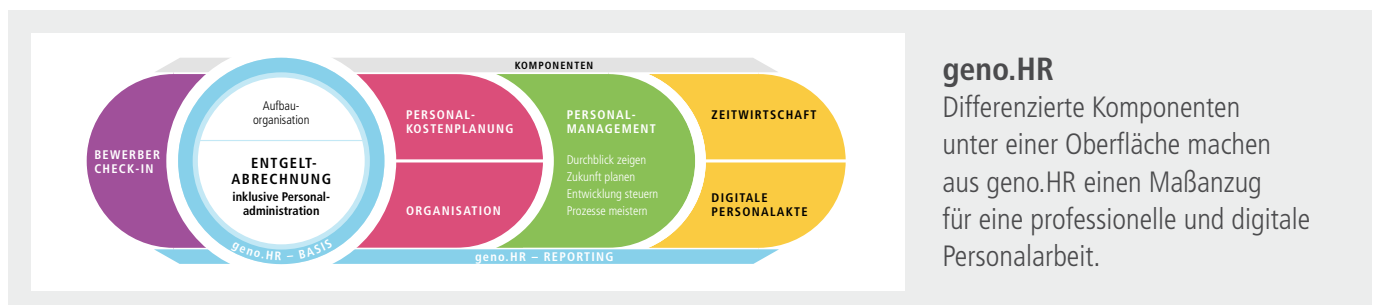 KOMPONENTEN
BEWERBER
CHECK-IN
Aufbau-
organisation
ENTGELT-
ABRECHNUNG
inklusive Personal-
administration
geno.HR – BASIS
PERSONAL-
KOSTENPLANUNG
ORGANISATION
PERSONAL-
MANAGEMENT
Durchblick zeigen
Zukunft planen
Entwicklung steuern
Prozesse meistern
ZEITWIRTSCHAFT
DIGITALE
PERSONALAKTE
geno.HR – REPORTING
geno.HR
Differenzierte Komponenten
unter einer Oberfläche machen
aus geno.HR einen Maßanzug
für eine professionelle und digitale
Personalarbeit.